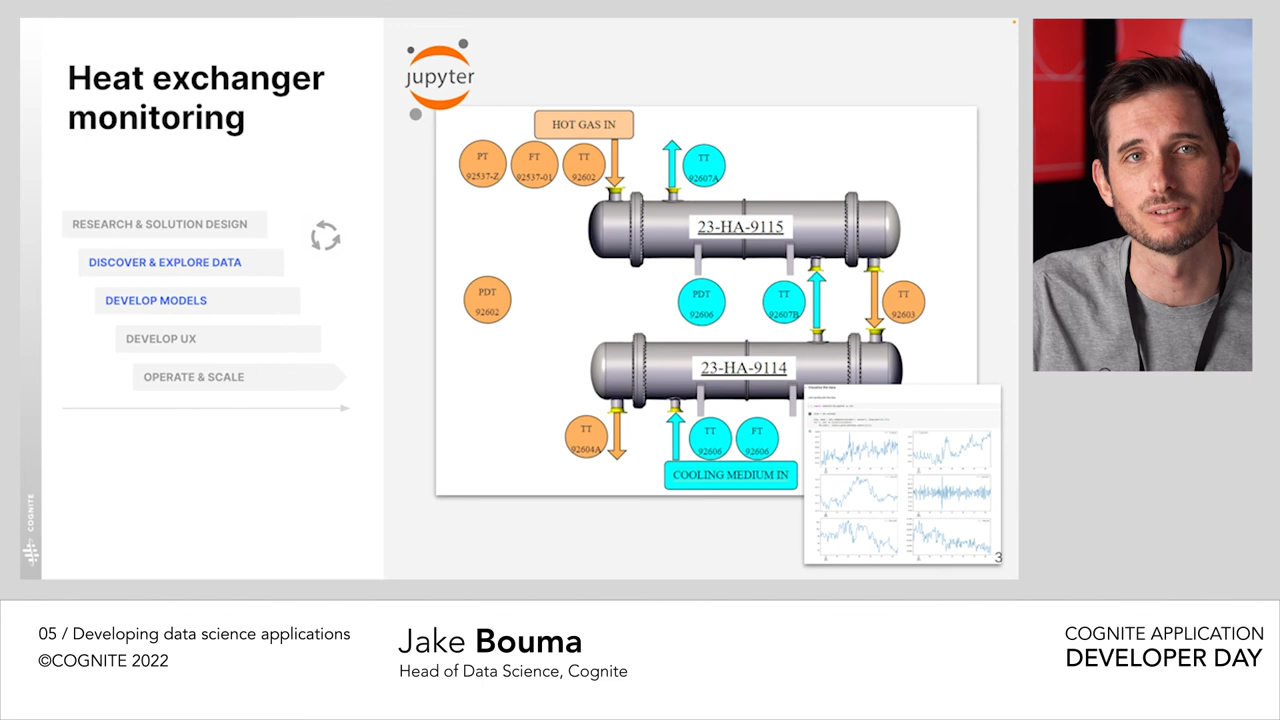 Heat exchanger
monitoring
RESEARCH & SOLUTION DESIGN
DISCOVER & EXPLORE DATA
DEVELOP MODELS
DEVELOP UX
OPERATE & SCALE
COGNITE
jupyter
HOT GAS IN
PT
92537-Z
FT
92537-01
TT
92602
TT
92607A
23-HA-9115
PDT
92602
PDT
92606
TT
92607B
TT
92603
23-HA-9114
TT
92604A
TT
92606
FT
92606
COOLING MEDIUM IN
Visualize the data
3
05 / Developing data science applications
©COGNITE 2022
Jake Bouma
Head of Data Science, Cognite
COGNITE APPLICATION
DEVELOPER DAY